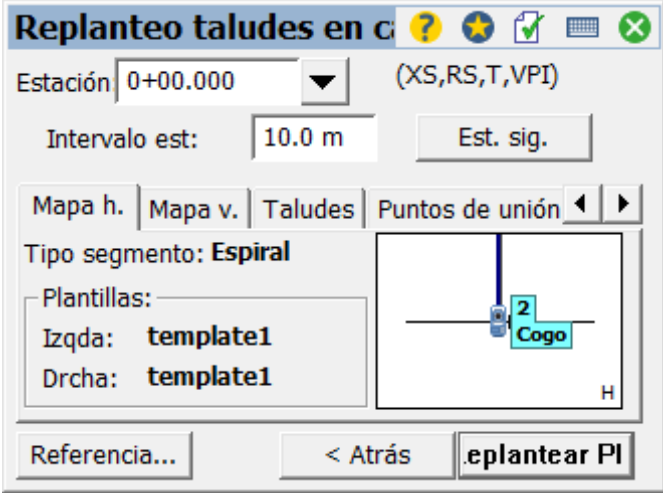 Replanteo taludes en c
Estación: 0+00.000
(XS,RS,T,VPI)
Intervalo est: 10.0 m Est. sig.
Mapa h. Mapa v. Taludes Puntos de unión
Tipo segmento: Espiral
Plantillas:
Izqda: template1
Drcha: template1
2
Cogo
H
Referencia... < Atrás .eplantear PI